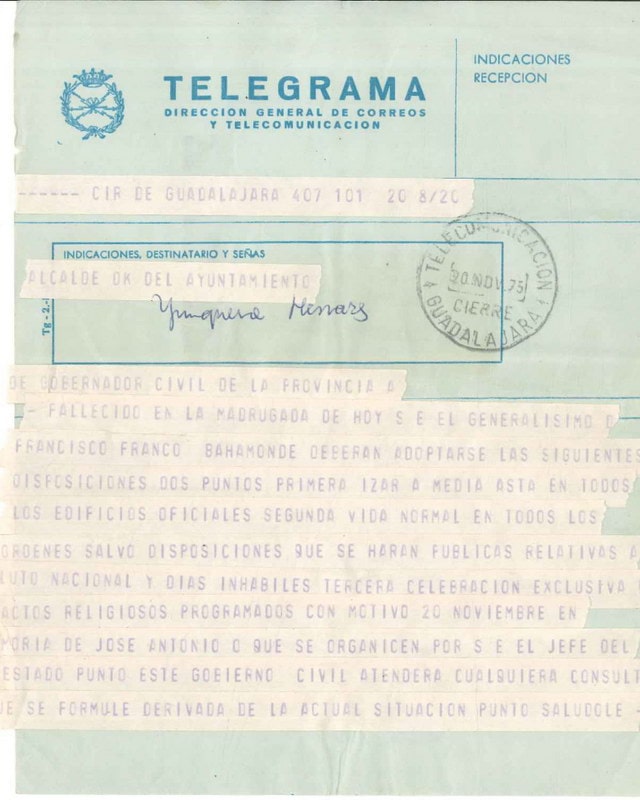 INDICACIONES
RECEPCION
TELEGRAMA
DIRECCION GENERAL DE CORREOS
Y TELECOMUNICACION
------ CIR DE GUADALAJARA 407 101 20 8/20
INDICACIONES, DESTINATARIO Y SEÑAS
ALCALDE OK DEL AYUNTAMIENTO
Yunquera Henares
TELECOMUNICACION
20.NOV.75
CIERRE
GUADALAJARA
Tg - 2.-
DE GOBERNADOR CIVIL DE LA PROVINCIA A
- FALLECIDO EN LA MADRUGADA DE HOY S E EL GENERALISIMO D
FRANCISCO FRANCO BAHAMONDE DEBERAN ADOPTARSE LAS SIGUIENTES
DISPOSICIONES DOS PUNTOS PRIMERA IZAR A MEDIA ASTA EN TODOS
LOS EDIFICIOS OFICIALES SEGUNDA VIDA NORMAL EN TODOS LOS
ORDENES SALVO DISPOSICIONES QUE SE HARAN PUBLICAS RELATIVAS A
LUTO NACIONAL Y DIAS INHABILES TERCERA CELEBRACION EXCLUSIVA
ACTOS RELIGIOSOS PROGRAMADOS CON MOTIVO 20 NOVIEMBRE EN
MORIA DE JOSE ANTONIO O QUE SE ORGANICEN POR S E EL JEFE DEL
ESTADO PUNTO ESTE GOBIERNO CIVIL ATENDERA CUALQUIERA CONSULT
UE SE FORMULE DERIVADA DE LA ACTUAL SITUACION PUNTO SALUDOLE -